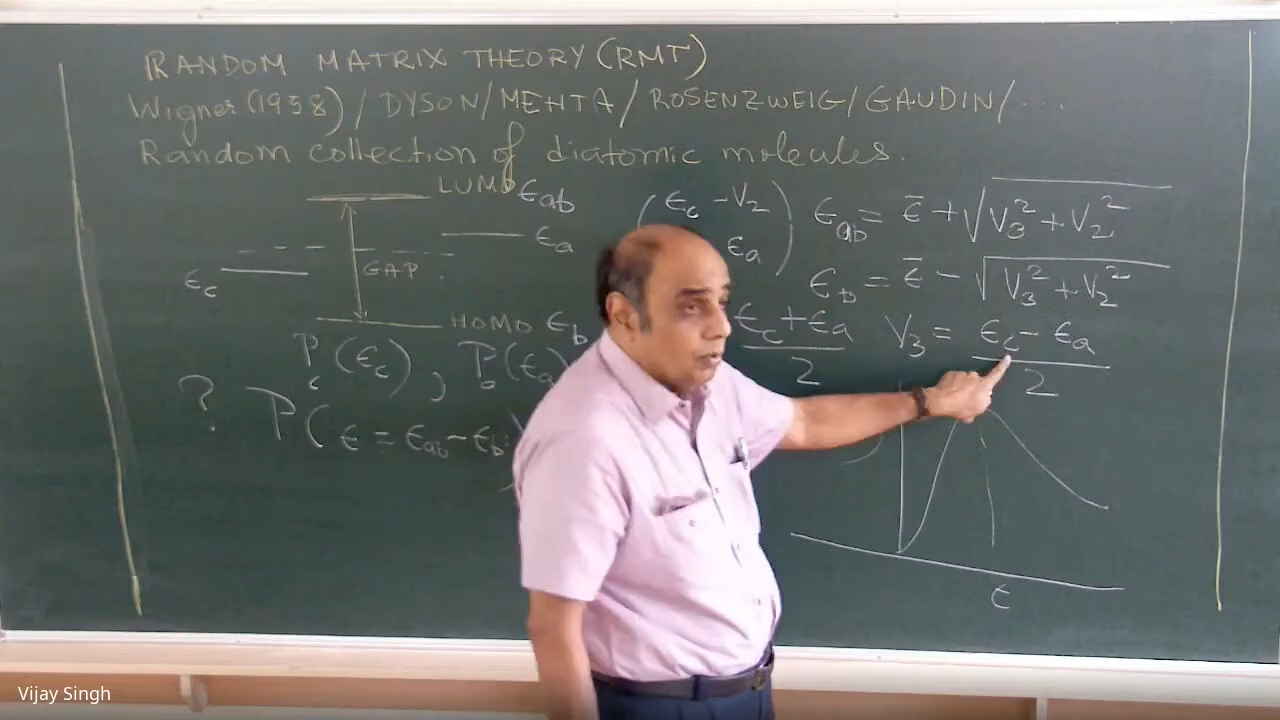 RANDOM MATRIX THEORY (RMT)
Wigner (1958) / DYSON / MEHTA / ROSENZWEIG / GAUDIN / ...
Random collection of diatomic molecules.
LUMO ϵab
ϵa
GAP
ϵc
HOMO ϵb
P_c(ϵc), P_o(ϵa)
? P(ϵ = ϵab - ϵb
( ϵc -V2
ϵa )
ϵab = ϵ̄ + √V3² + V2²
ϵb = ϵ̄ - √V3² + V2²
ϵc + ϵa / 2 V3 = ϵc - ϵa / 2
ϵ
Vijay Singh